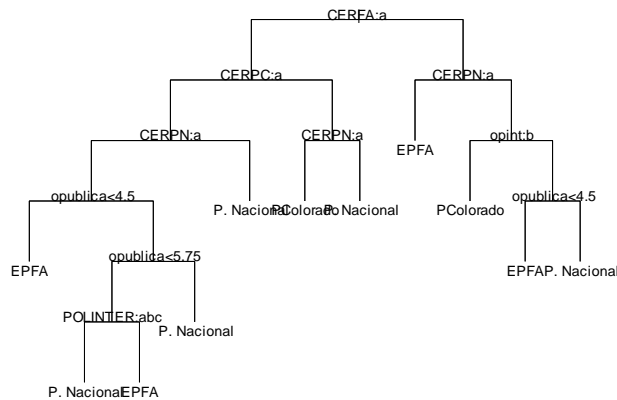 CERFA:a
CERPC:a CERPN:a
CERPN:a CERPN:a EPFA opint:b
opublica<4.5 P. Nacional PColorado P. Nacional PColorado opublica<4.5
EPFA opublica<5.75 EPFA P. Nacional
POLINTER:abc P. Nacional
P. Nacional EPFA